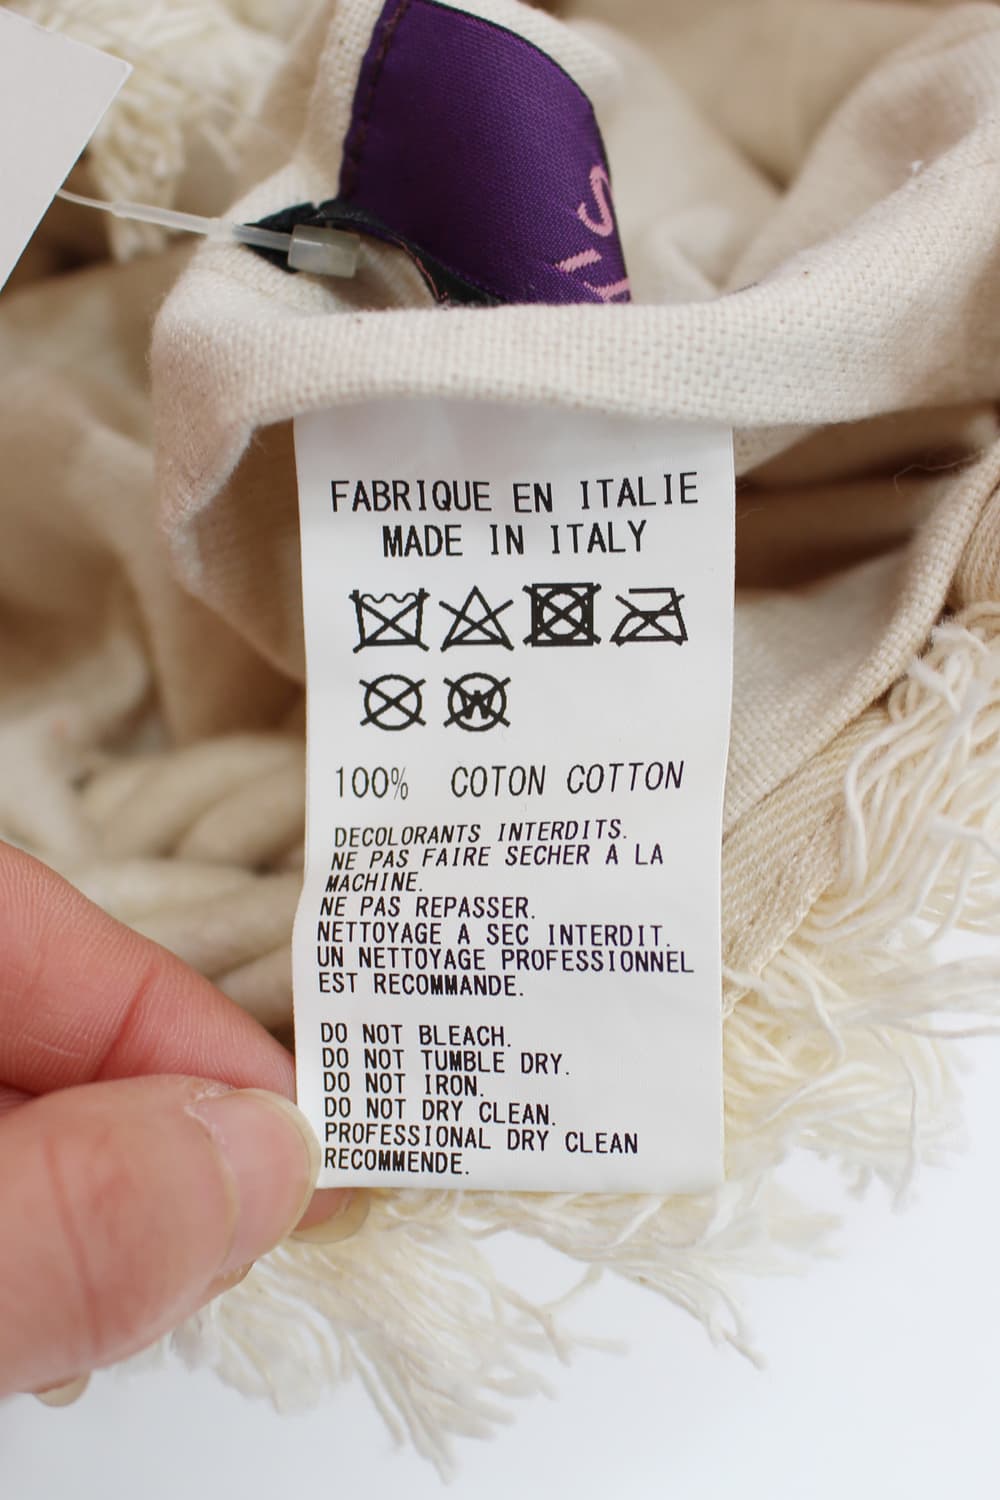 FABRIQUE EN ITALIE
MADE IN ITALY
W
100% COTON COTTON
DECOLORANTS INTERDITS.
NE PAS FAIRE SECHER A LA
MACHINE.
NE PAS REPASSER.
NETTOYAGE A SEC INTERDIT.
UN NETTOYAGE PROFESSIONNEL
EST RECOMMANDE.
DO NOT BLEACH.
DO NOT TUMBLE DRY.
DO NOT IRON.
DO NOT DRY CLEAN.
PROFESSIONAL DRY CLEAN
RECOMMENDE.